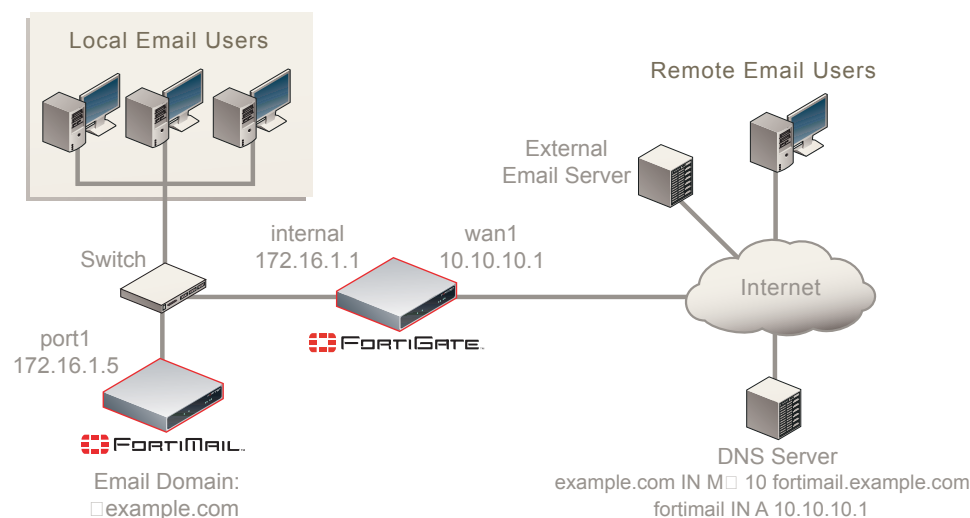 Local Email Users
Remote Email Users
External
Email Server
Switch
internal
172.16.1.1
wan1
10.10.10.1
Internet
port1
172.16.1.5
FORTIGATE
FORTIMAIL
Email Domain:
□example.com
DNS Server
example.com IN M□ 10 fortimail.example.com
fortimail IN A 10.10.10.1